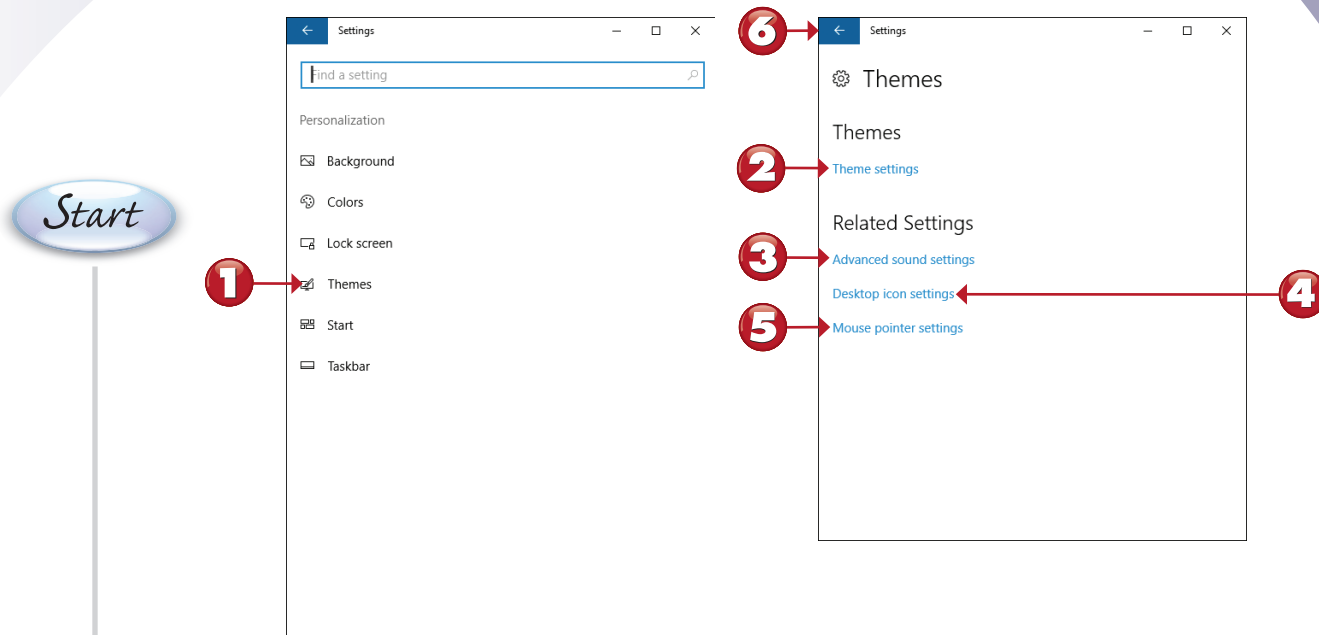 Start
Settings
Find a setting
Personalization
Background
Colors
Lock screen
1
Themes
Start
Taskbar
6
Settings
Themes
Themes
2
Theme settings
Related Settings
3
Advanced sound settings
Desktop icon settings
4
5
Mouse pointer settings